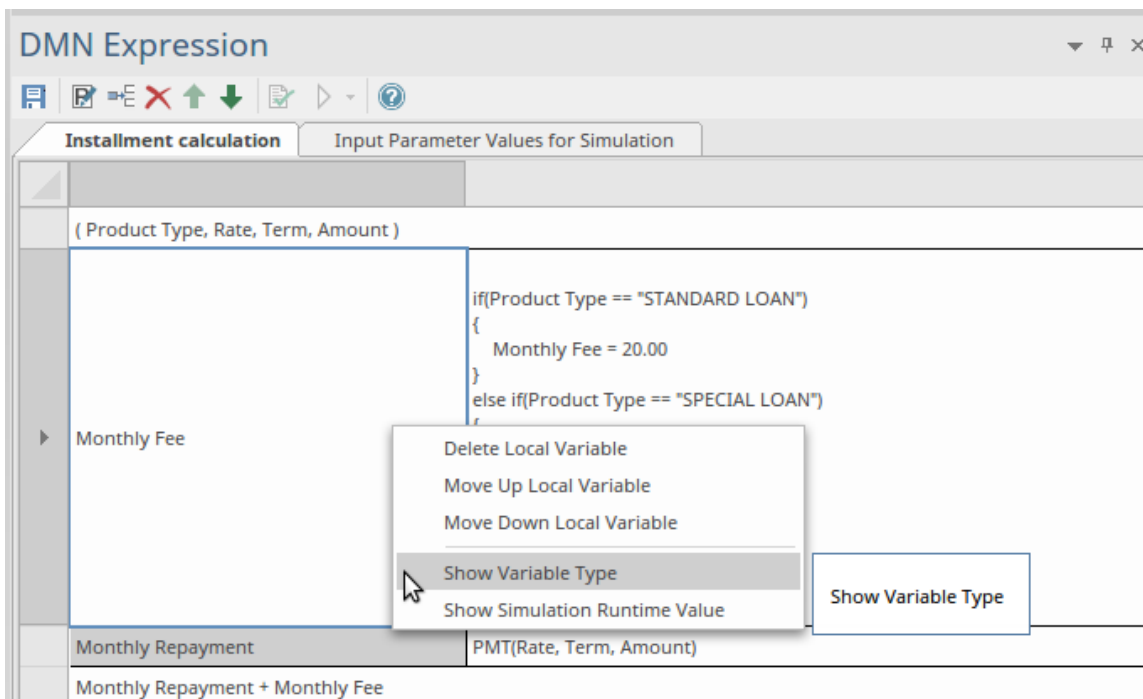 DMN Expression
Installment calculation
Input Parameter Values for Simulation
( Product Type, Rate, Term, Amount )
Monthly Fee
if(Product Type == "STANDARD LOAN")
{
Monthly Fee = 20.00
}
else if(Product Type == "SPECIAL LOAN")
{
Delete Local Variable
Move Up Local Variable
Move Down Local Variable
Show Variable Type
Show Simulation Runtime Value
Show Variable Type
Monthly Repayment
PMT(Rate, Term, Amount)
Monthly Repayment + Monthly Fee